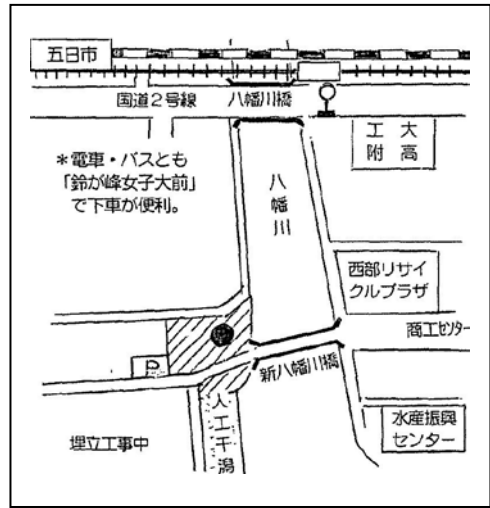 五日市
国道２号線
八幡川橋
工大
附高
＊電車・バスとも
「鈴が峰女子大前」
で下車が便利。
八幡川
西部リサイ
クルプラザ
商工センター
P
新八幡川橋
人工干潟
埋立工事中
水産振興
センター